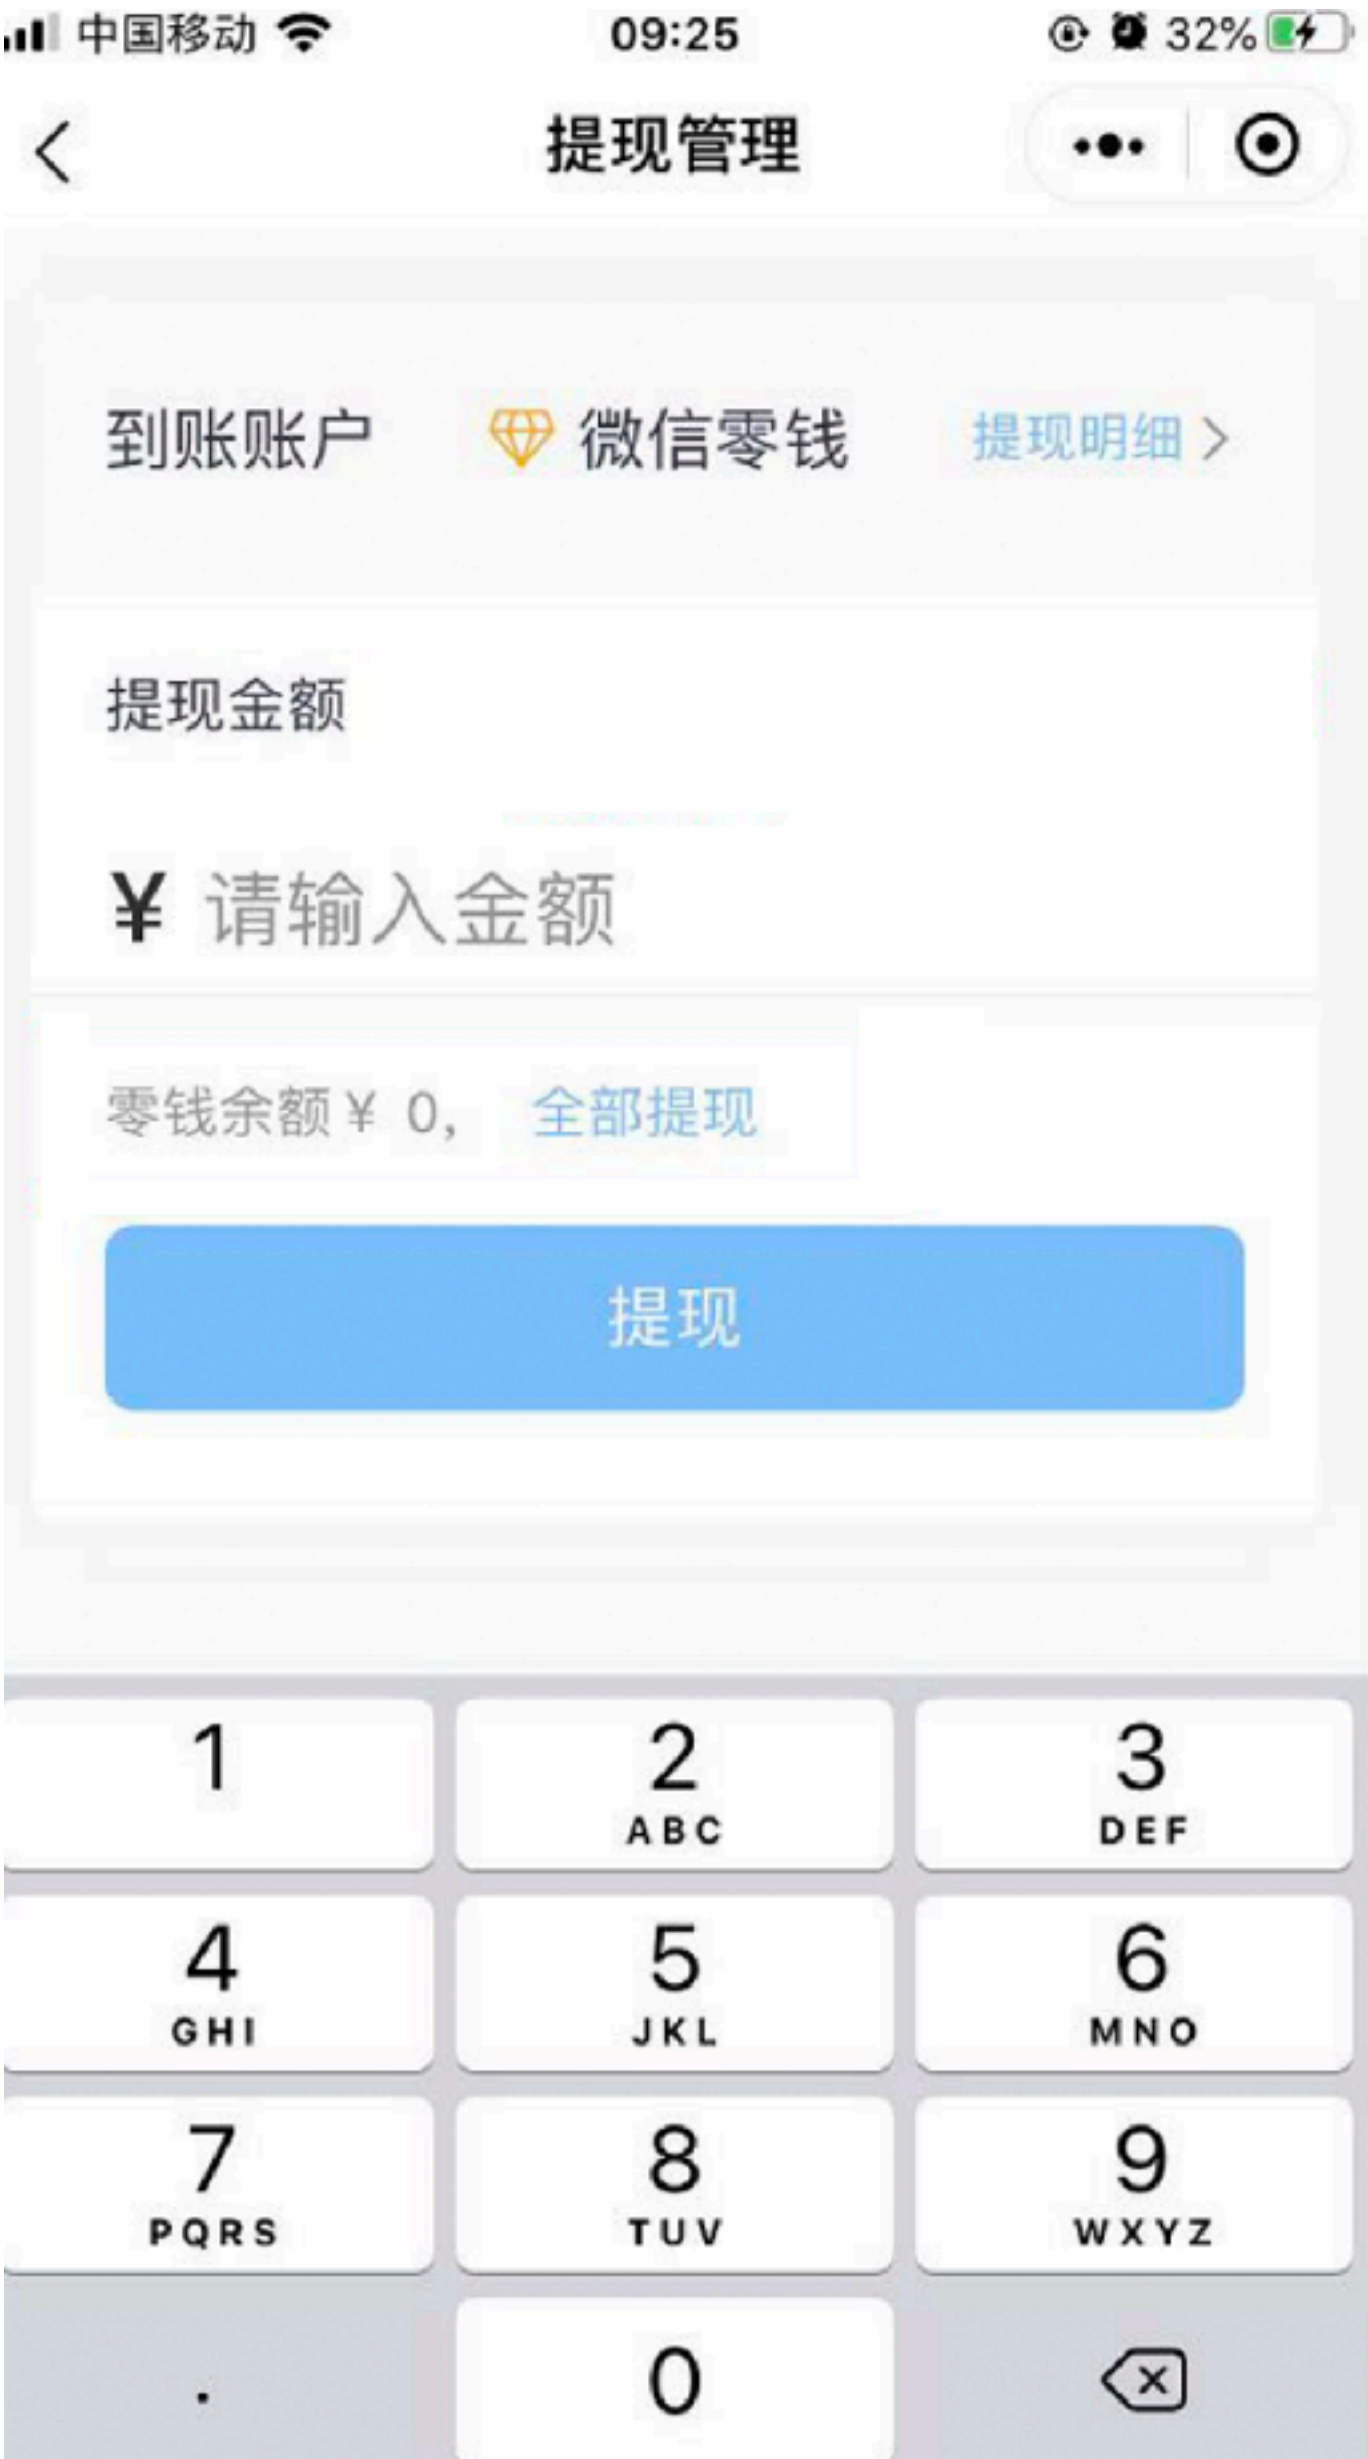 中国移动 09:25 32%
提现管理
到账账户 微信零钱 提现明细
提现金额
¥ 请输入金额
零钱余额¥ 0, 全部提现
提现
1 2 3
ABC DEF
4 5 6
GHI JKL MNO
7 8 9
PQRS TUV WXYZ
. 0